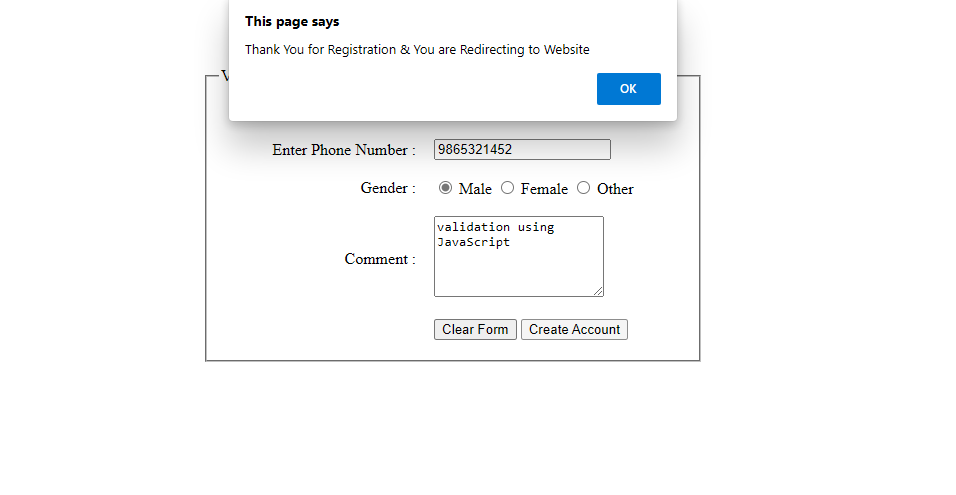 This page says
Thank You for Registration & You are Redirecting to Website
OK
Enter Phone Number : 9865321452
Gender : Male Female Other
validation using
JavaScript
Comment :
Clear Form Create Account